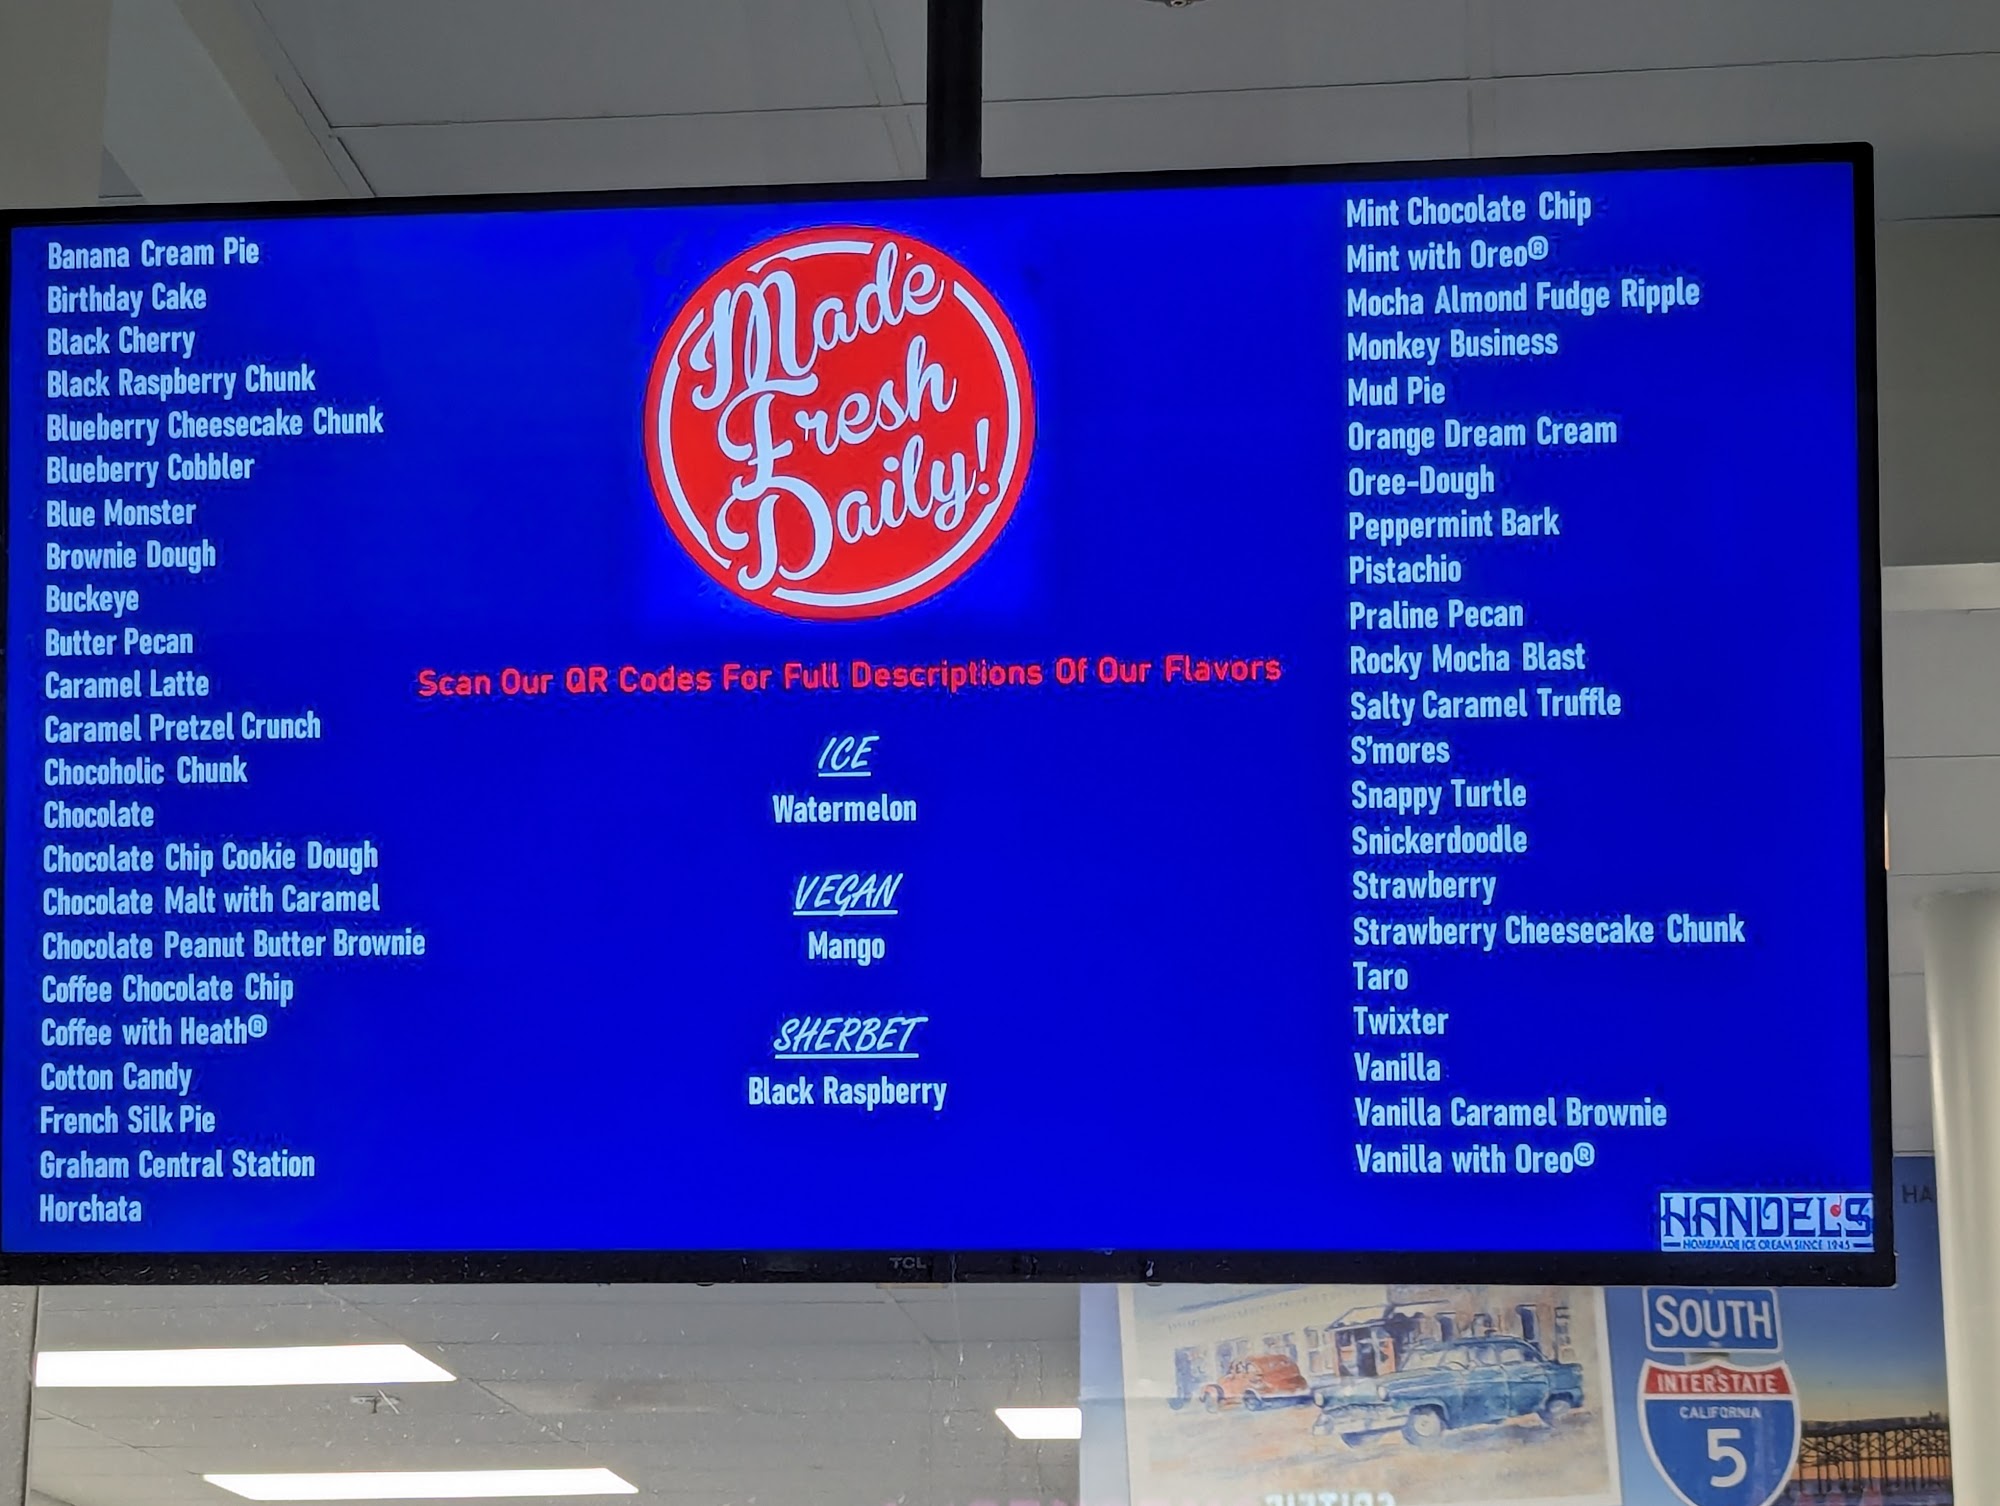 Banana Cream Pie
Birthday Cake
Black Cherry
Black Raspberry Chunk
Blueberry Cheesecake Chunk
Blueberry Cobbler
Blue Monster
Brownie Dough
Buckeye
Butter Pecan
Caramel Latte
Caramel Pretzel Crunch
Chocoholic Chunk
Chocolate
Chocolate Chip Cookie Dough
Chocolate Malt with Caramel
Chocolate Peanut Butter Brownie
Coffee Chocolate Chip
Coffee with Heath®
Cotton Candy
French Silk Pie
Graham Central Station
Horchata
Made
Fresh
Daily!
Scan Our QR Codes For Full Descriptions Of Our Flavors
ICE
Watermelon
VEGAN
Mango
SHERBET
Black Raspberry
Mint Chocolate Chip
Mint with Oreo®
Mocha Almond Fudge Ripple
Monkey Business
Mud Pie
Orange Dream Cream
Oree-Dough
Peppermint Bark
Pistachio
Praline Pecan
Rocky Mocha Blast
Salty Caramel Truffle
S'mores
Snappy Turtle
Snickerdoodle
Strawberry
Strawberry Cheesecake Chunk
Taro
Twixter
Vanilla
Vanilla Caramel Brownie
Vanilla with Oreo®
HANDEL'S
HOMEMADE ICE CREAM SINCE 1945
TCL
HA
SOUTH
INTERSTATE
CALIFORNIA
5